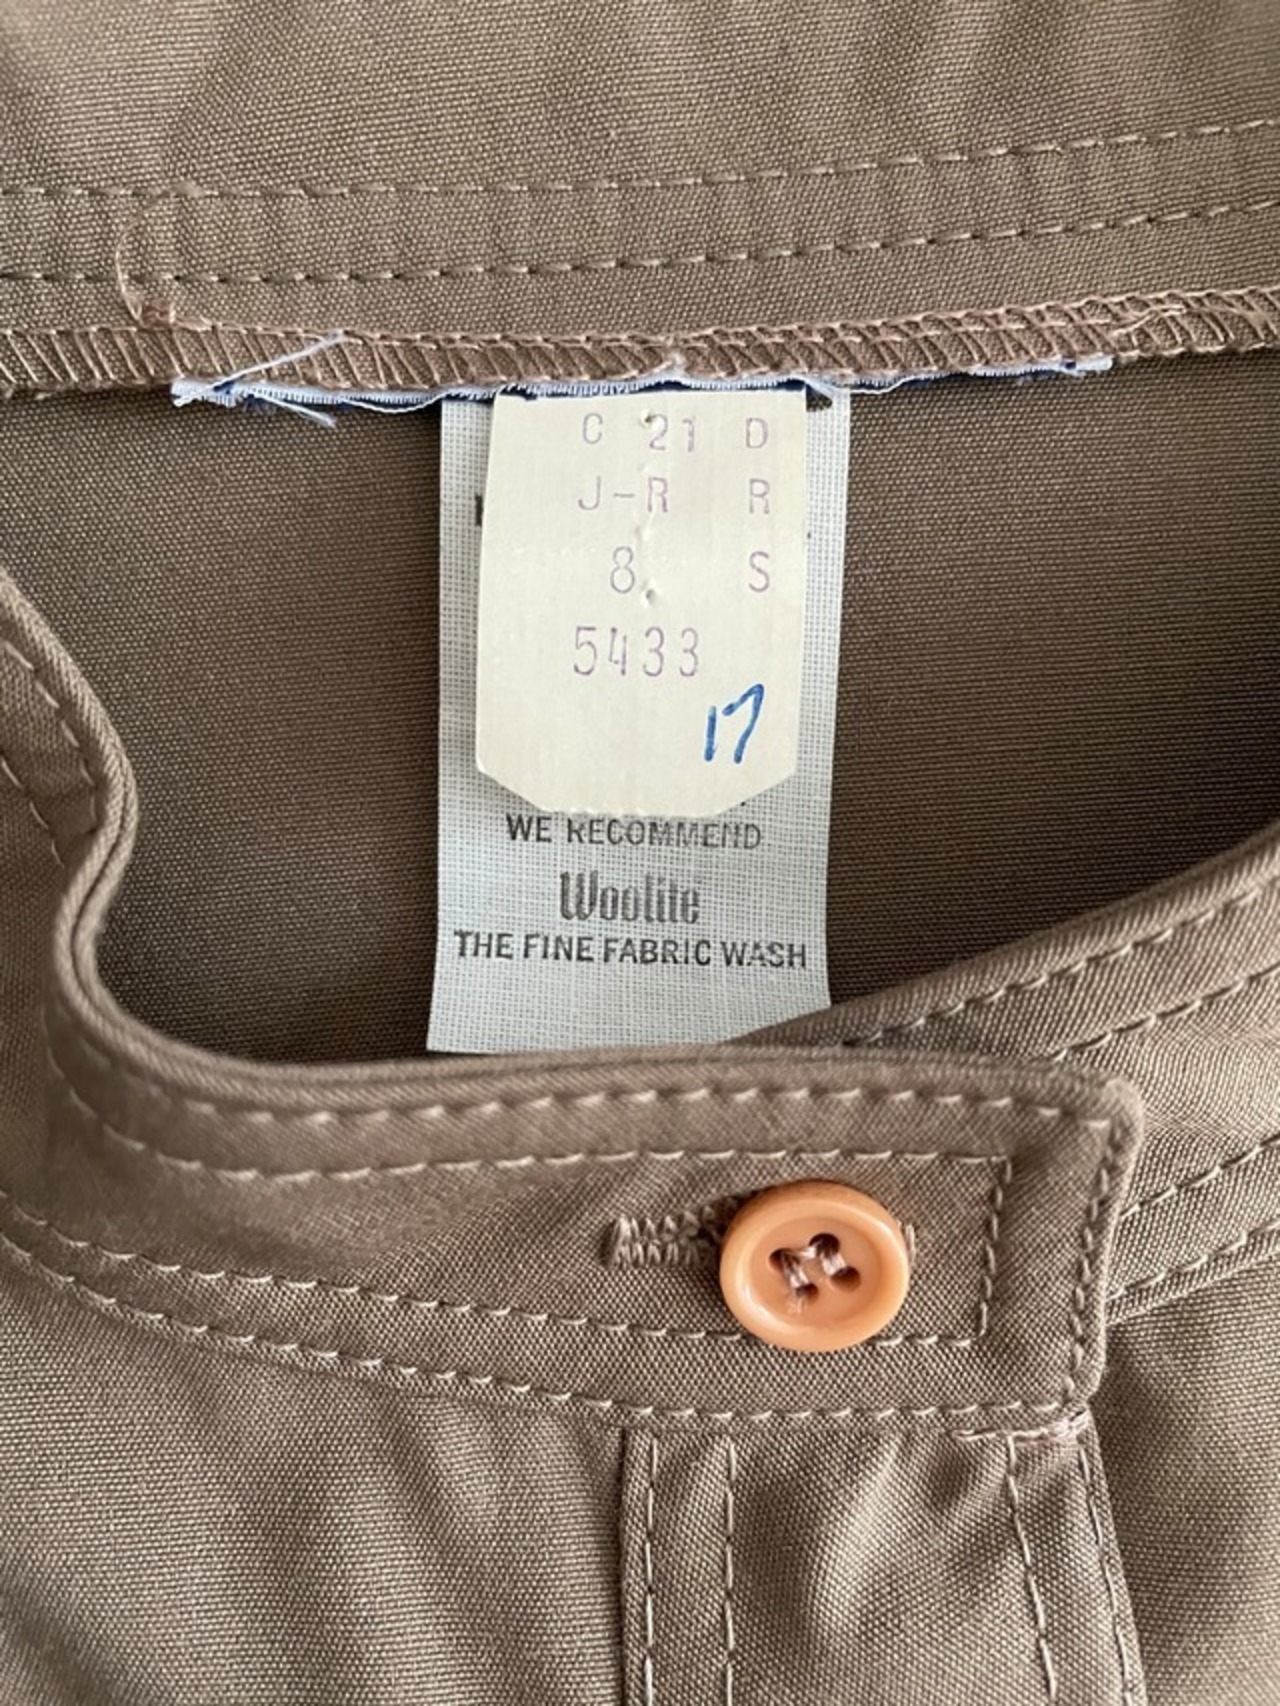 C 21 D
J-R R
8 S
5433
17
WE RECOMMEND
Woolite
THE FINE FABRIC WASH